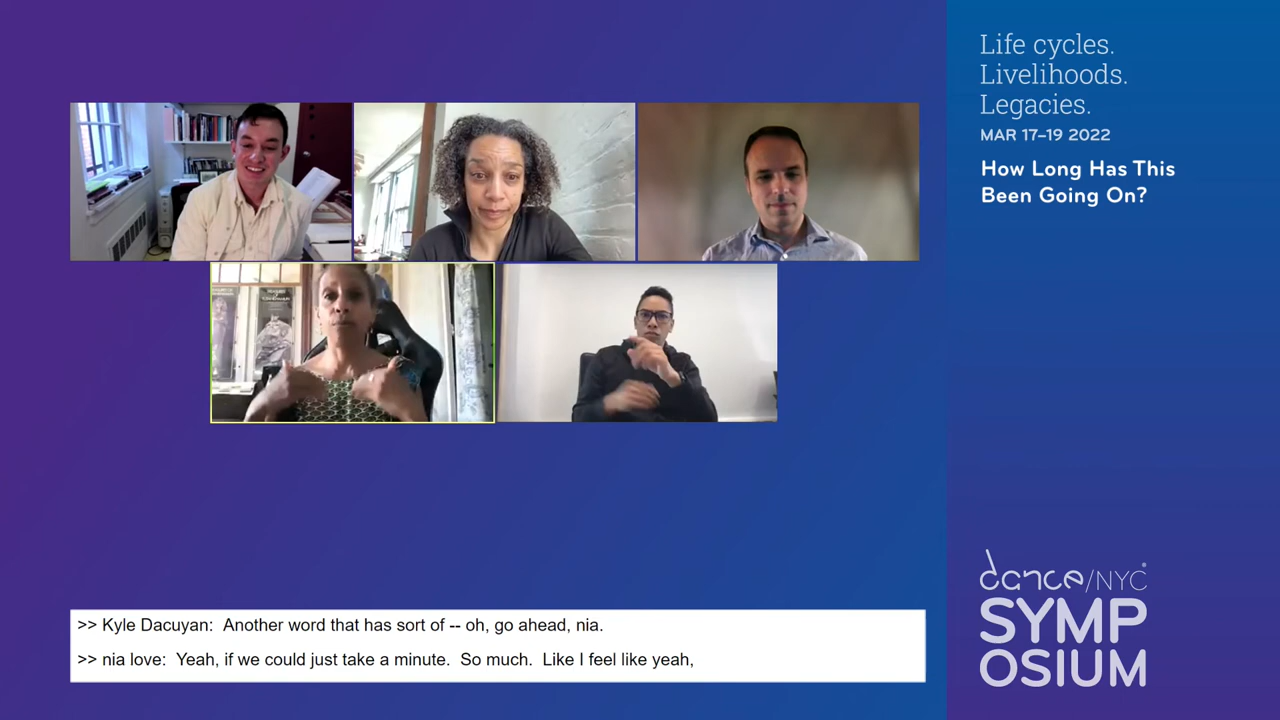 Life cycles.
Livelihoods.
Legacies.
MAR 17–19 2022
How Long Has This
Been Going On?
dance/NYC
SYMP
OSIUM
>> Kyle Dacuyan:  Another word that has sort of -- oh, go ahead, nia.
>> nia love:  Yeah, if we could just take a minute.  So much.  Like I feel like yeah,